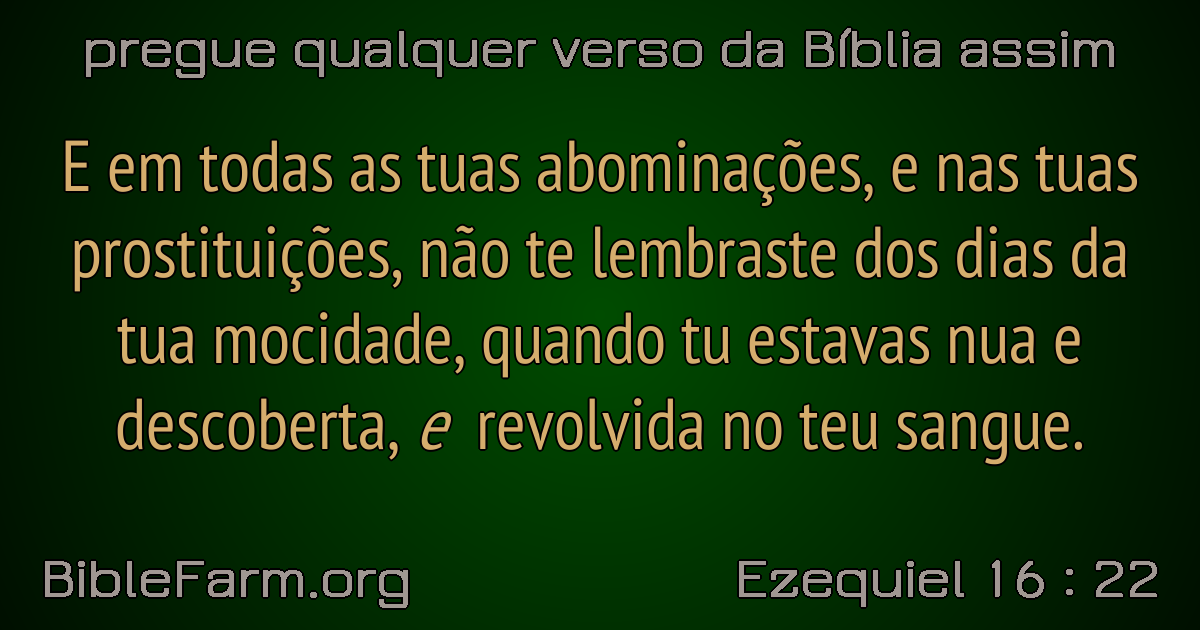 pregue qualquer verso da Bíblia assim
E em todas as tuas abominações, e nas tuas
prostituições, não te lembraste dos dias da
tua mocidade, quando tu estavas nua e
descoberta, e revolvida no teu sangue.
BibleFarm.org
Ezequiel 16 : 22